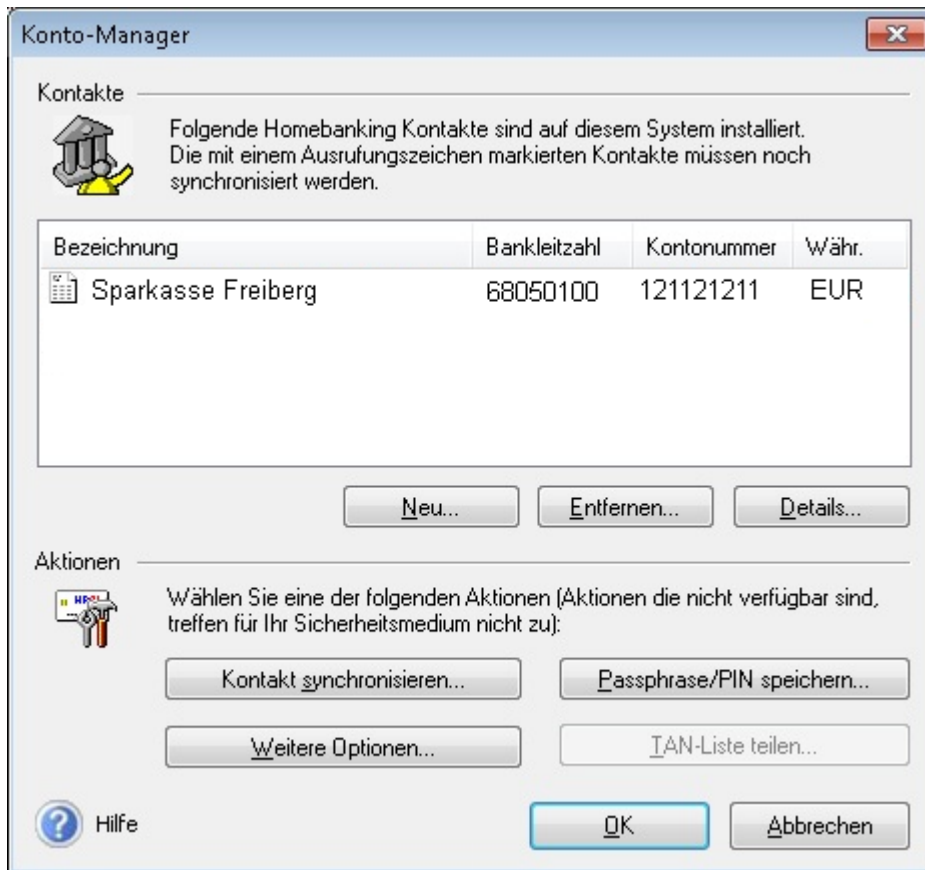 Konto-Manager
Kontakte
Folgende Homebanking Kontakte sind auf diesem System installiert.
Die mit einem Ausrufungszeichen markierten Kontakte müssen noch
synchronisiert werden.
Bezeichnung Bankleitzahl Kontonummer Währ.
Sparkasse Freiberg 68050100 121121211 EUR
Neu... Entfernen... Details...
Aktionen
Wählen Sie eine der folgenden Aktionen (Aktionen die nicht verfügbar sind,
treffen für Ihr Sicherheitsmedium nicht zu):
Kontakt synchronisieren... Passphrase/PIN speichern...
Weitere Optionen... TAN-Liste teilen...
Hilfe OK Abbrechen